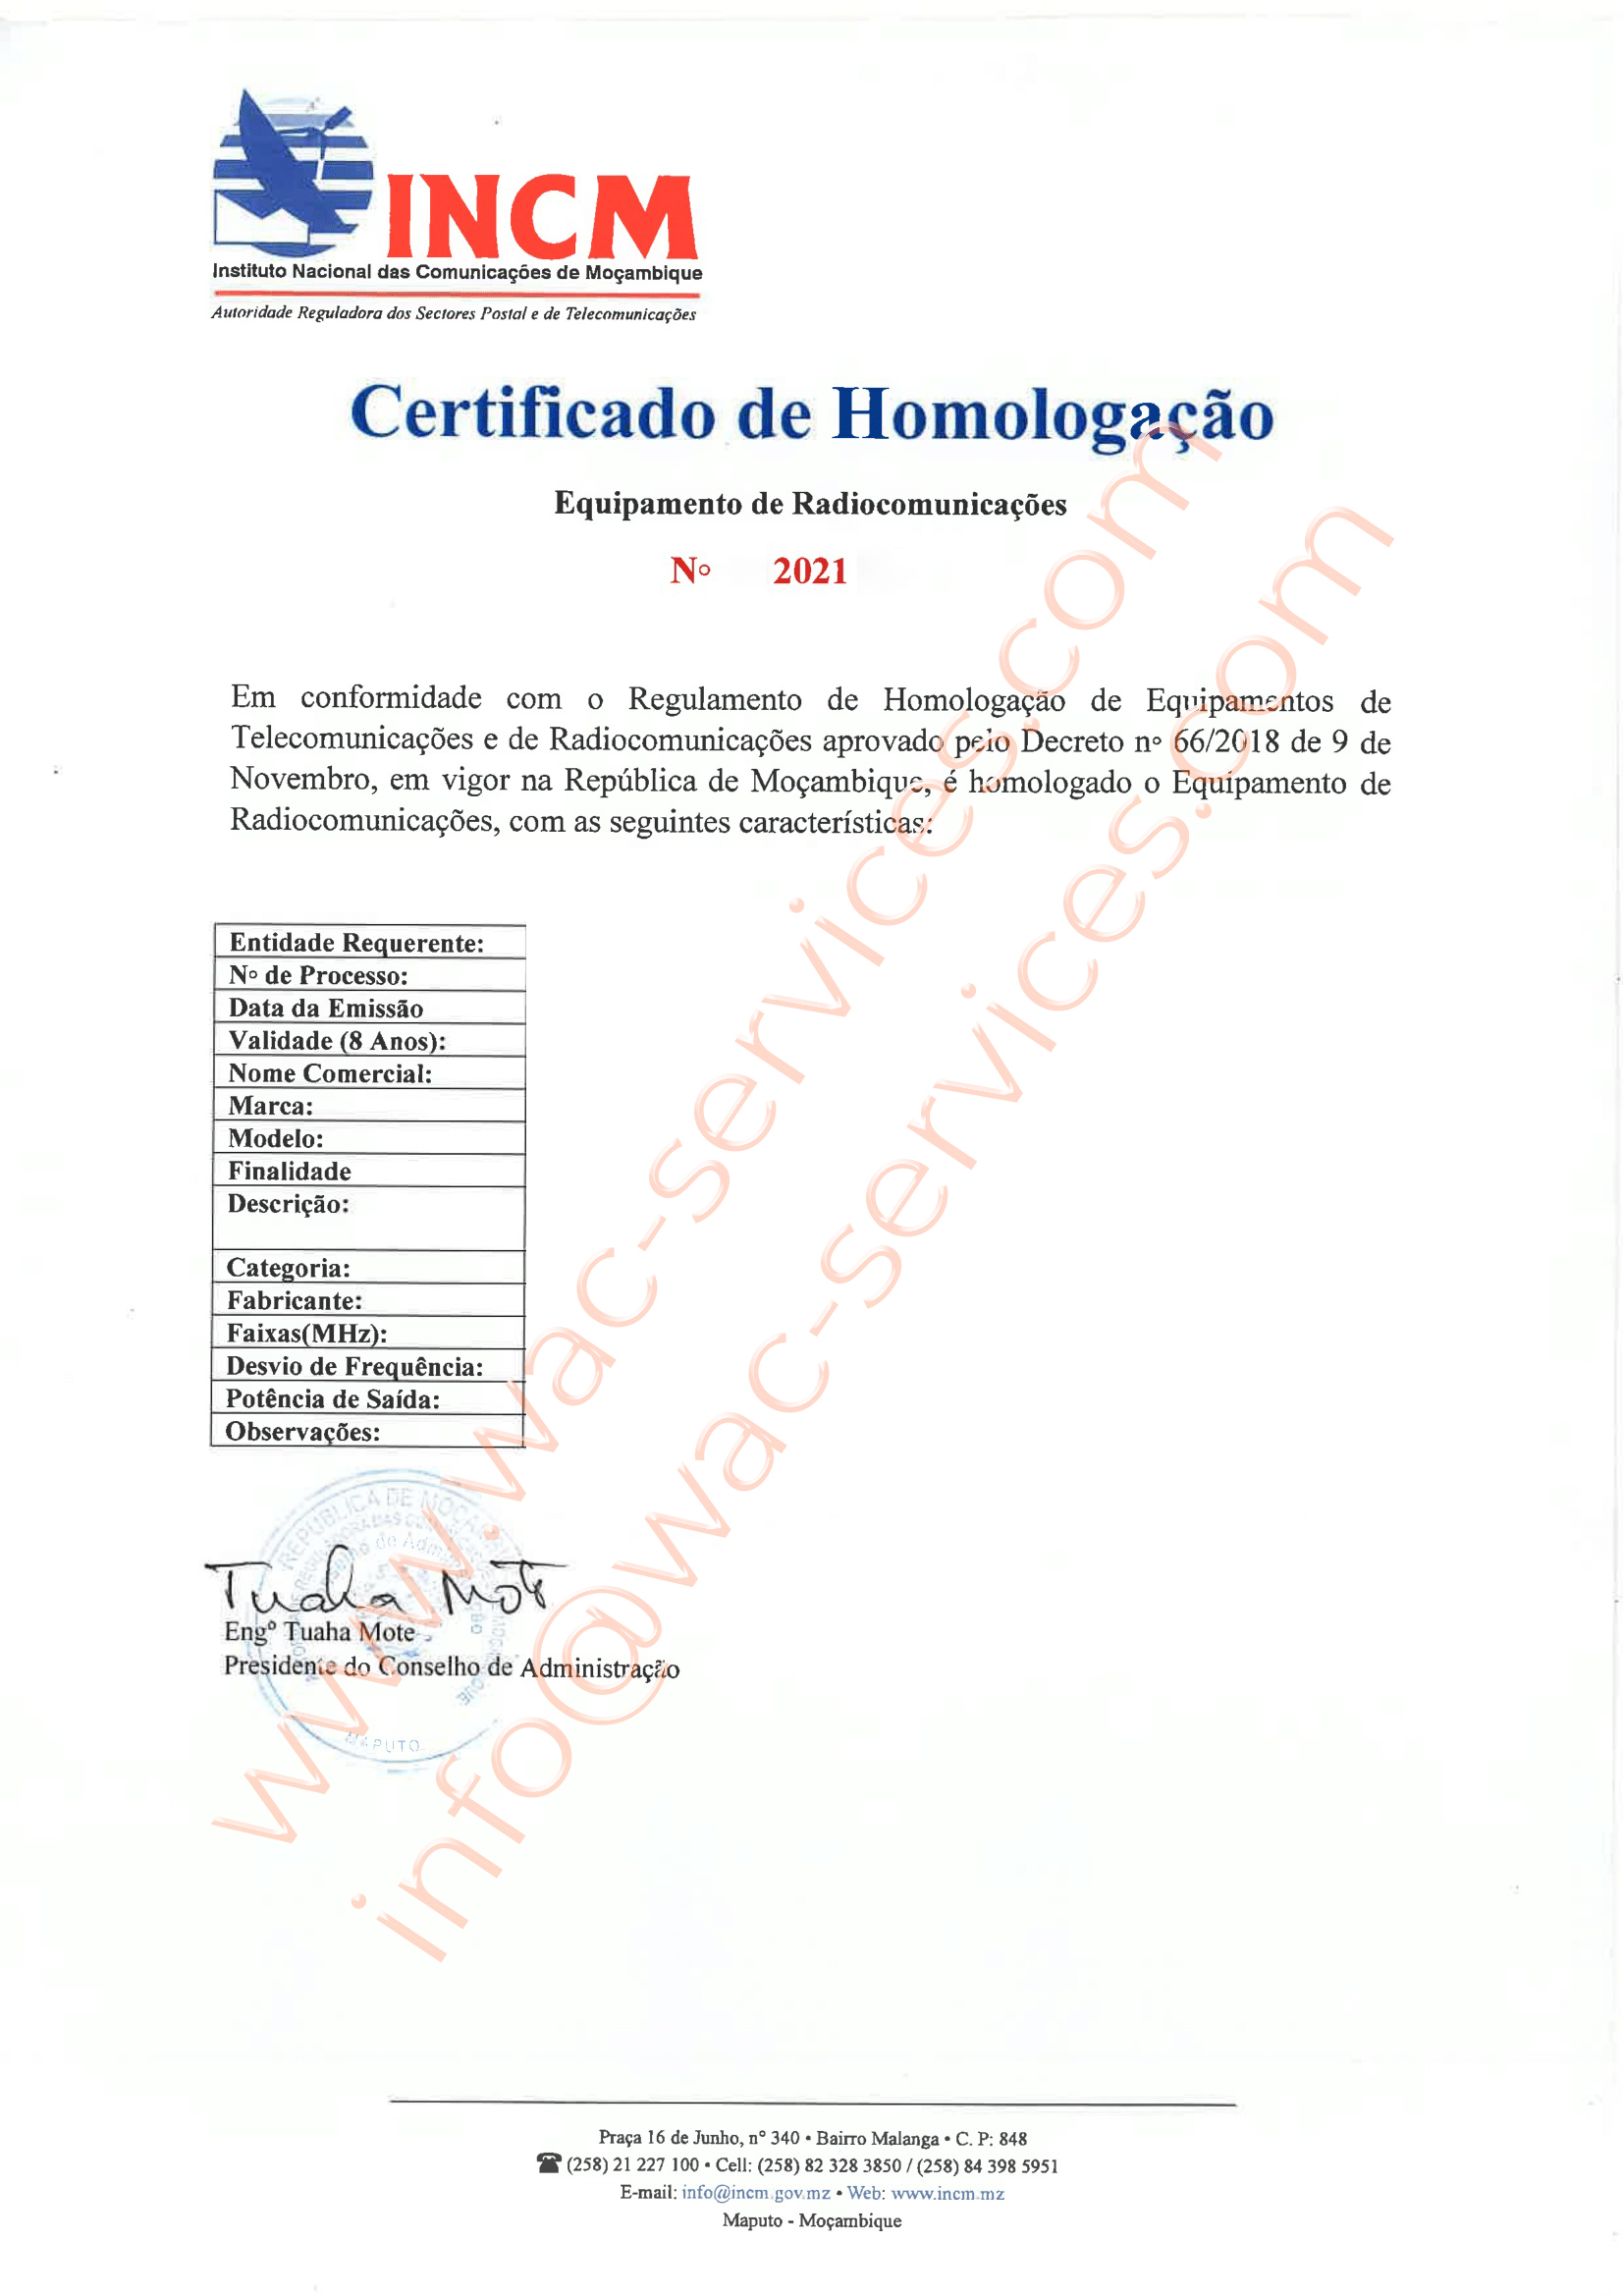 INCM
Instituto Nacional das Comunicações de Moçambique
Autoridade Reguladora dos Sectores Postal e de Telecomunicações
Certificado de Homologação
Equipamento de Radiocomunicações
Nº 2021
Em conformidade com o Regulamento de Homologação de Equipamentos de
Telecomunicações e de Radiocomunicações aprovado pelo Decreto nº 66/2018 de 9 de
Novembro, em vigor na República de Moçambique, é homologado o Equipamento de
Radiocomunicações, com as seguintes características:
Entidade Requerente:
Nº de Processo:
Data da Emissão
Validade (8 Anos):
Nome Comercial:
Marca:
Modelo:
Finalidade
Descrição:
Categoria:
Fabricante:
Faixas(MHz):
Desvio de Frequência:
Potência de Saída:
Observações:
REPUBLICA DE MOÇAMBIQUE
Tuaha Mote
Engº Tuaha Mote
Presidente do Conselho de Administração
MAPUTO
www.wac-services.com
info@wac-services.com
Praça 16 de Junho, nº 340 • Bairro Malanga • C. P: 848
☎ (258) 21 227 100 • Cell: (258) 82 328 3850 / (258) 84 398 5951
E-mail: info@incm.gov.mz • Web: www.incm.mz
Maputo - Moçambique